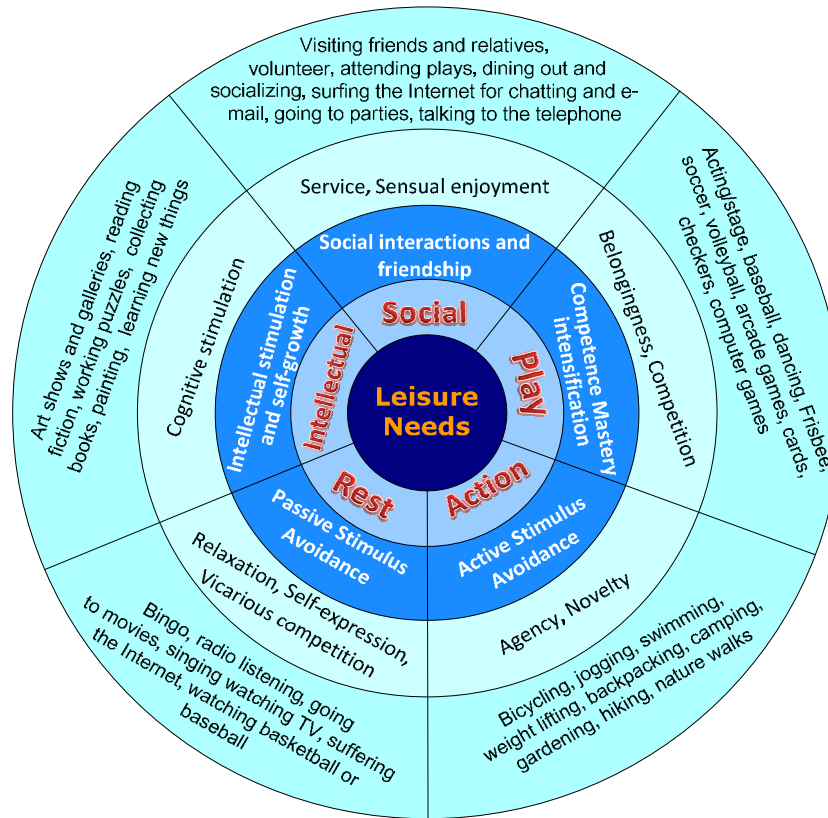 Visiting friends and relatives,
volunteer, attending plays, dining out and
socializing, surfing the Internet for chatting and e-
mail, going to parties, talking to the telephone
Service, Sensual enjoyment
Social interactions and
friendship
Social
Acting/stage, baseball, dancing, Frisbee,
soccer, volleyball, arcade games, cards,
checkers, computer games
Belongingness, Competition
Competence Mastery
intensification
Play
Art shows and galleries, reading
fiction, working puzzles, collecting
books, painting, learning new things
Cognitive stimulation
Intellectual stimulation
and self-growth
Intellectual
Leisure
Needs
Rest
Passive Stimulus
Avoidance
Relaxation, Self-expression,
Vicarious competition
Bingo, radio listening, going
to movies, singing watching TV, suffering
the Internet, watching basketball or
baseball
Action
Active Stimulus
Avoidance
Agency, Novelty
Bicycling, jogging, swimming,
weight lifting, backpacking, camping,
gardening, hiking, nature walks